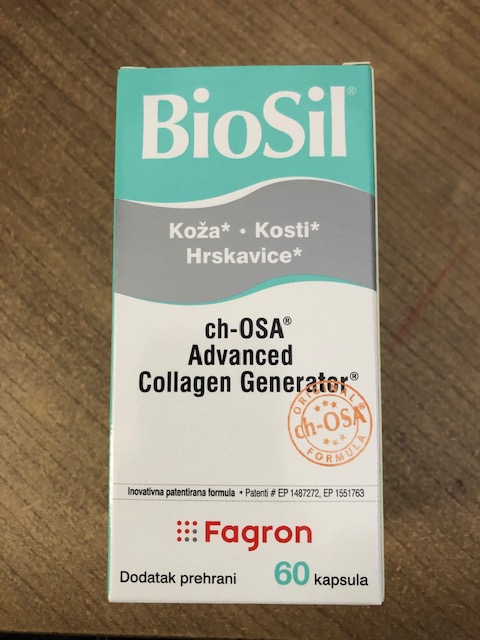 BioSil®
Koža* • Kosti*
Hrskavice*
ch-OSA®
Advanced
Collagen Generator®
ORIGINAL
ch-OSA®
FORMULA
Inovativna patentirana formula • Patenti # EP 1487272, EP 1551763
Fagron
Dodatak prehrani 60 kapsula